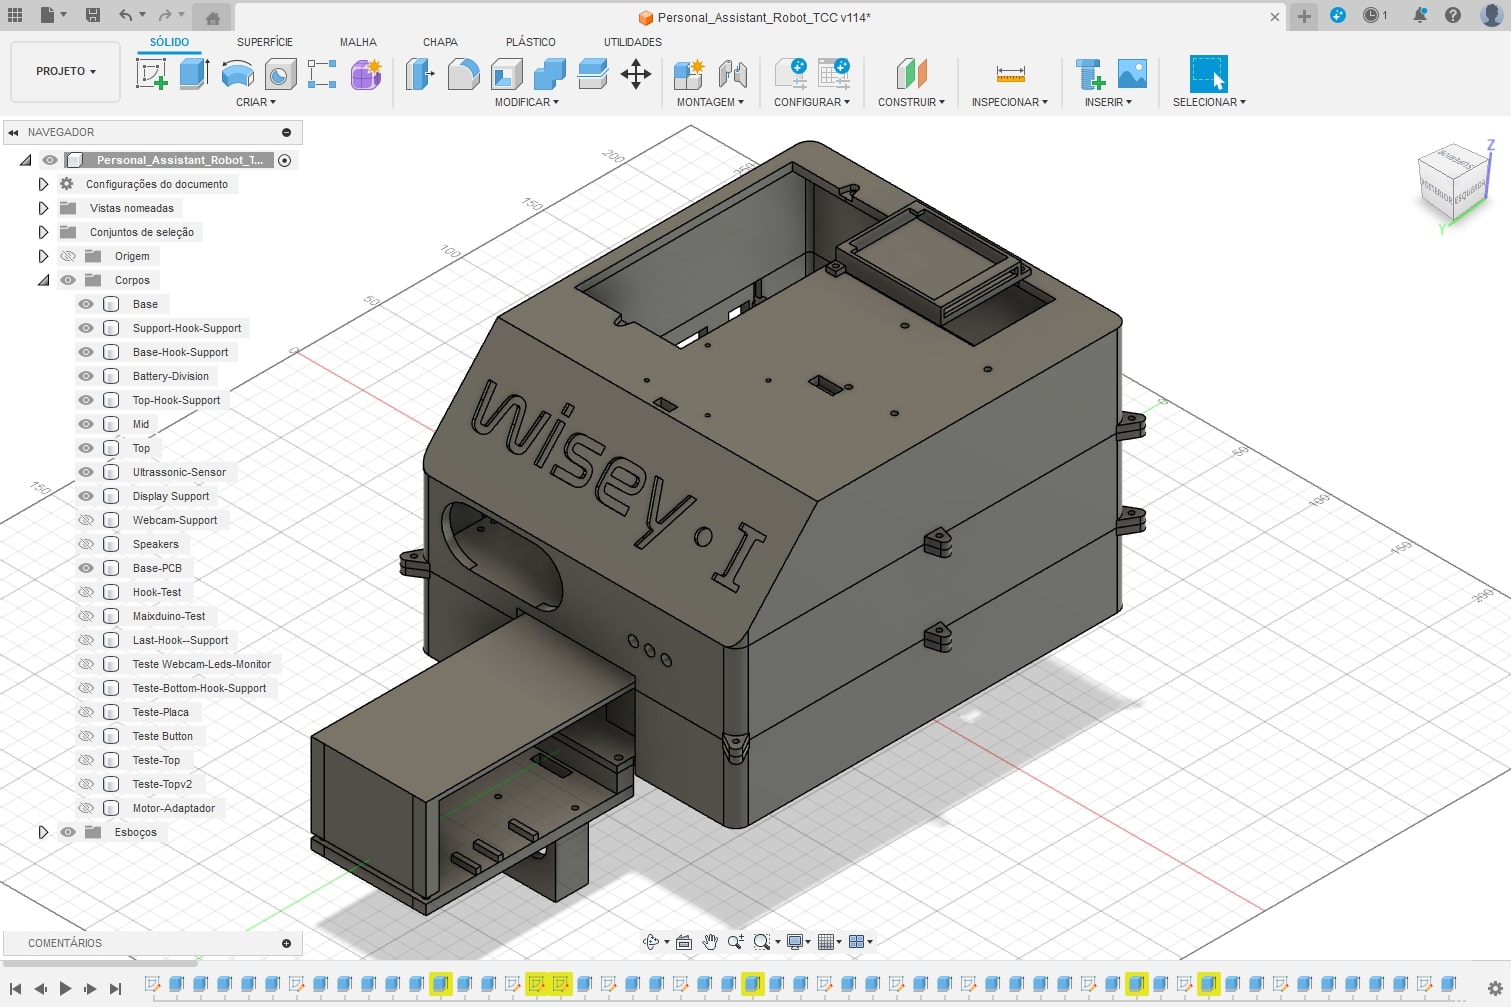 Personal_Assistant_Robot_TCC v114*
1
PROJETO
SÓLIDO
SUPERFÍCIE
MALHA
CHAPA
PLÁSTICO
UTILIDADES
CRIAR
MODIFICAR
MONTAGEM
CONFIGURAR
CONSTRUIR
INSPECIONAR
INSERIR
SELECIONAR
NAVEGADOR
Personal_Assistant_Robot_T...
Configurações do documento
Vistas nomeadas
Conjuntos de seleção
Origem
Corpos
Base
Support-Hook-Support
Base-Hook-Support
Battery-Division
Top-Hook-Support
Mid
Top
Ultrassonic-Sensor
Display Support
Webcam-Support
Speakers
Base-PCB
Hook-Test
Maixduino-Test
Last-Hook--Support
Teste Webcam-Leds-Monitor
Teste-Bottom-Hook-Support
Teste-Placa
Teste Button
Teste-Top
Teste-Topv2
Motor-Adaptador
Esboços
200
150
100
50
0
150
wisey•I
0
50
100
150
200
Z
SUPERIOR
POSTERIOR
ESQUERDA
Y
COMENTÁRIOS